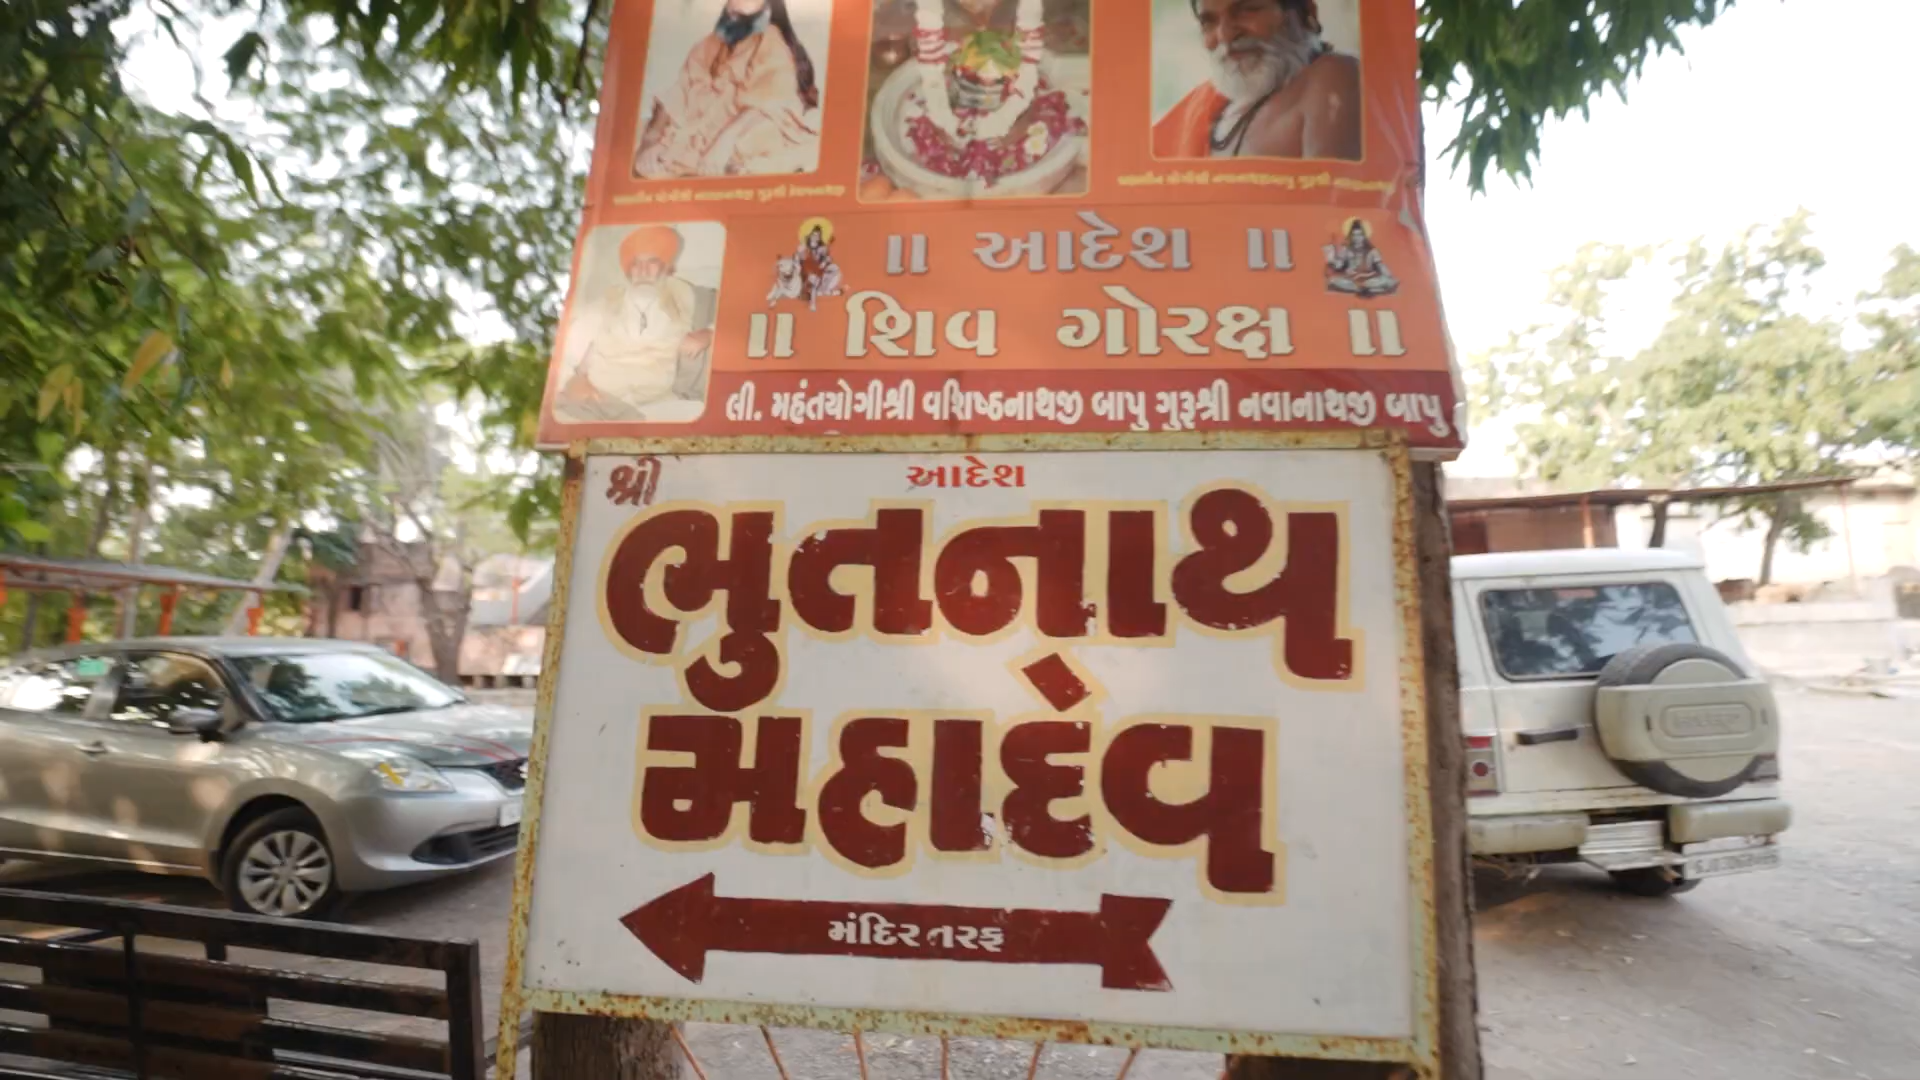 ॥ આદેશ ॥
॥ શિવ ગોરક્ષ ॥
લી. મહંતયોગીશ્રી વશિષ્ઠનાથજી બાપુ ગુરૂશ્રી નવાનાથજી બાપુ
શ્રી
આદેશ
ભુતનાથ
મહાદેવ
મંદિર તરફ